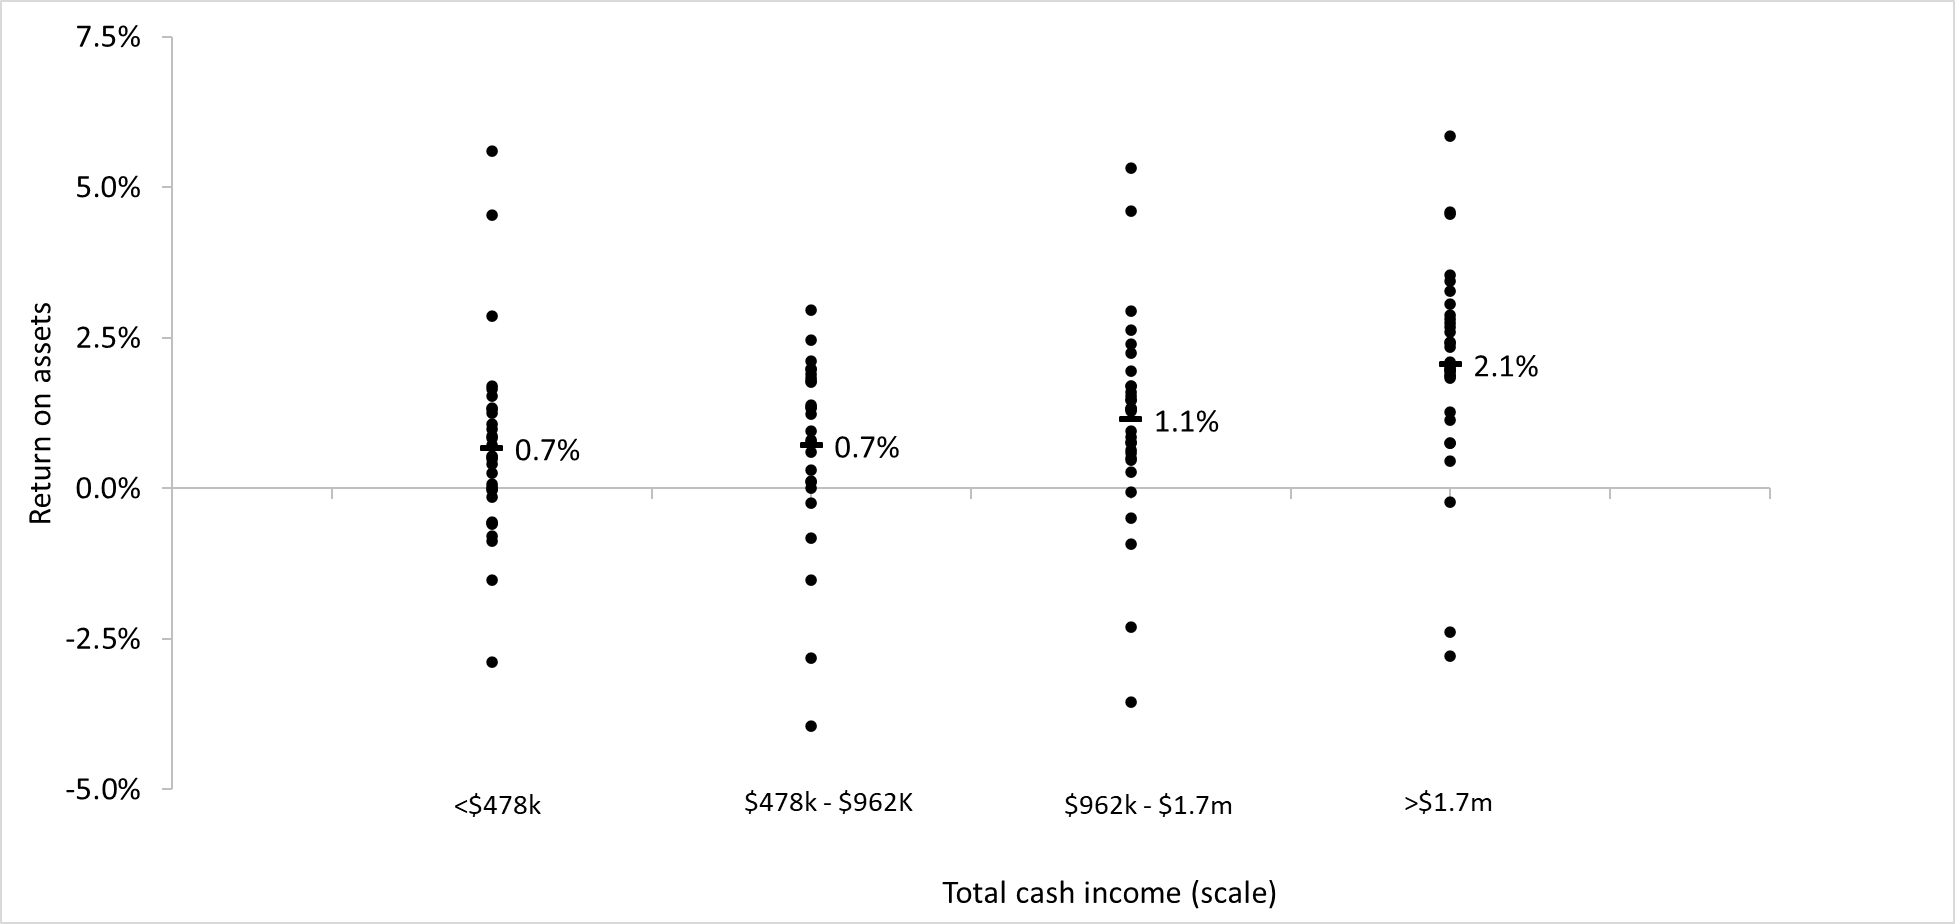 7.5%
5.0%
2.5%
0.0%
-2.5%
-5.0%
Return on assets
0.7%
0.7%
1.1%
2.1%
<$478k
$478k - $962K
$962k - $1.7m
>$1.7m
Total cash income (scale)